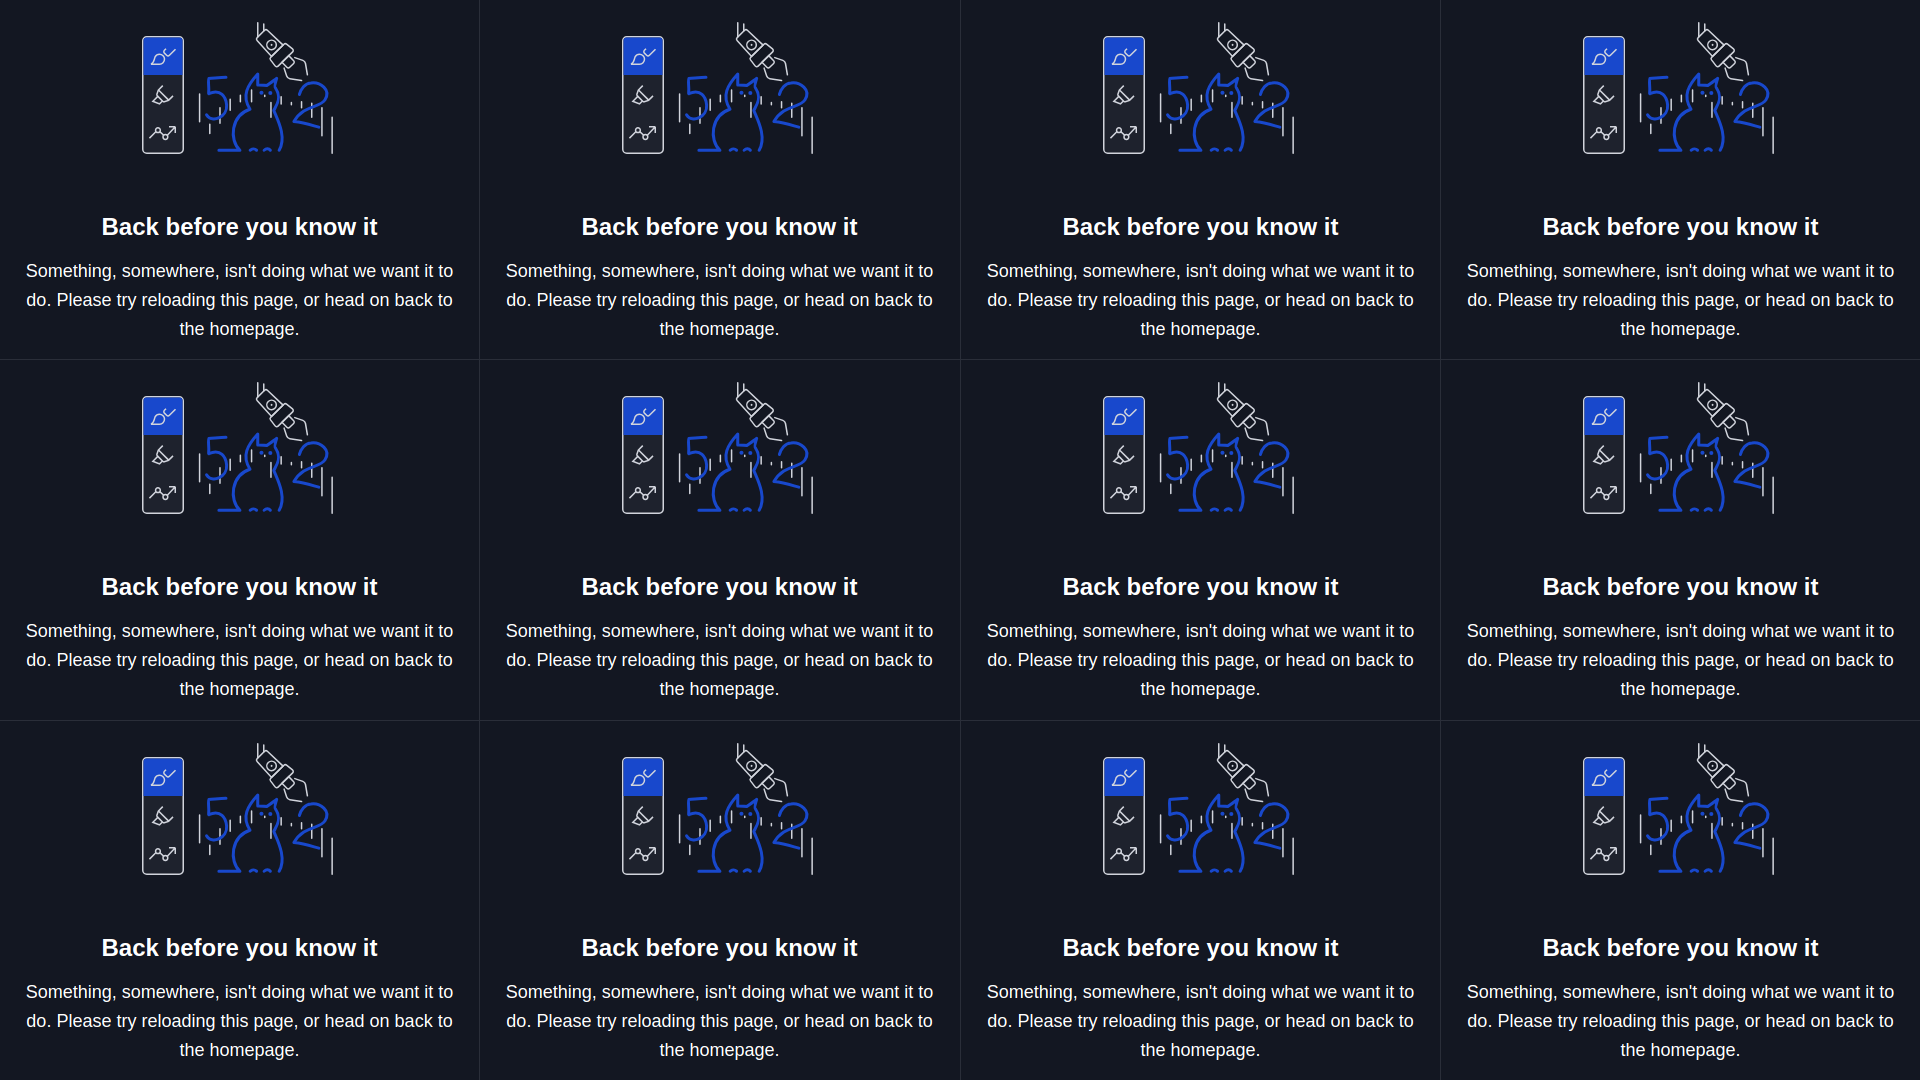 5 2
Back before you know it
Something, somewhere, isn't doing what we want it to
do. Please try reloading this page, or head on back to
the homepage.
5 2
Back before you know it
Something, somewhere, isn't doing what we want it to
do. Please try reloading this page, or head on back to
the homepage.
5 2
Back before you know it
Something, somewhere, isn't doing what we want it to
do. Please try reloading this page, or head on back to
the homepage.
5 2
Back before you know it
Something, somewhere, isn't doing what we want it to
do. Please try reloading this page, or head on back to
the homepage.
5 2
Back before you know it
Something, somewhere, isn't doing what we want it to
do. Please try reloading this page, or head on back to
the homepage.
5 2
Back before you know it
Something, somewhere, isn't doing what we want it to
do. Please try reloading this page, or head on back to
the homepage.
5 2
Back before you know it
Something, somewhere, isn't doing what we want it to
do. Please try reloading this page, or head on back to
the homepage.
5 2
Back before you know it
Something, somewhere, isn't doing what we want it to
do. Please try reloading this page, or head on back to
the homepage.
5 2
Back before you know it
Something, somewhere, isn't doing what we want it to
do. Please try reloading this page, or head on back to
the homepage.
5 2
Back before you know it
Something, somewhere, isn't doing what we want it to
do. Please try reloading this page, or head on back to
the homepage.
5 2
Back before you know it
Something, somewhere, isn't doing what we want it to
do. Please try reloading this page, or head on back to
the homepage.
5 2
Back before you know it
Something, somewhere, isn't doing what we want it to
do. Please try reloading this page, or head on back to
the homepage.